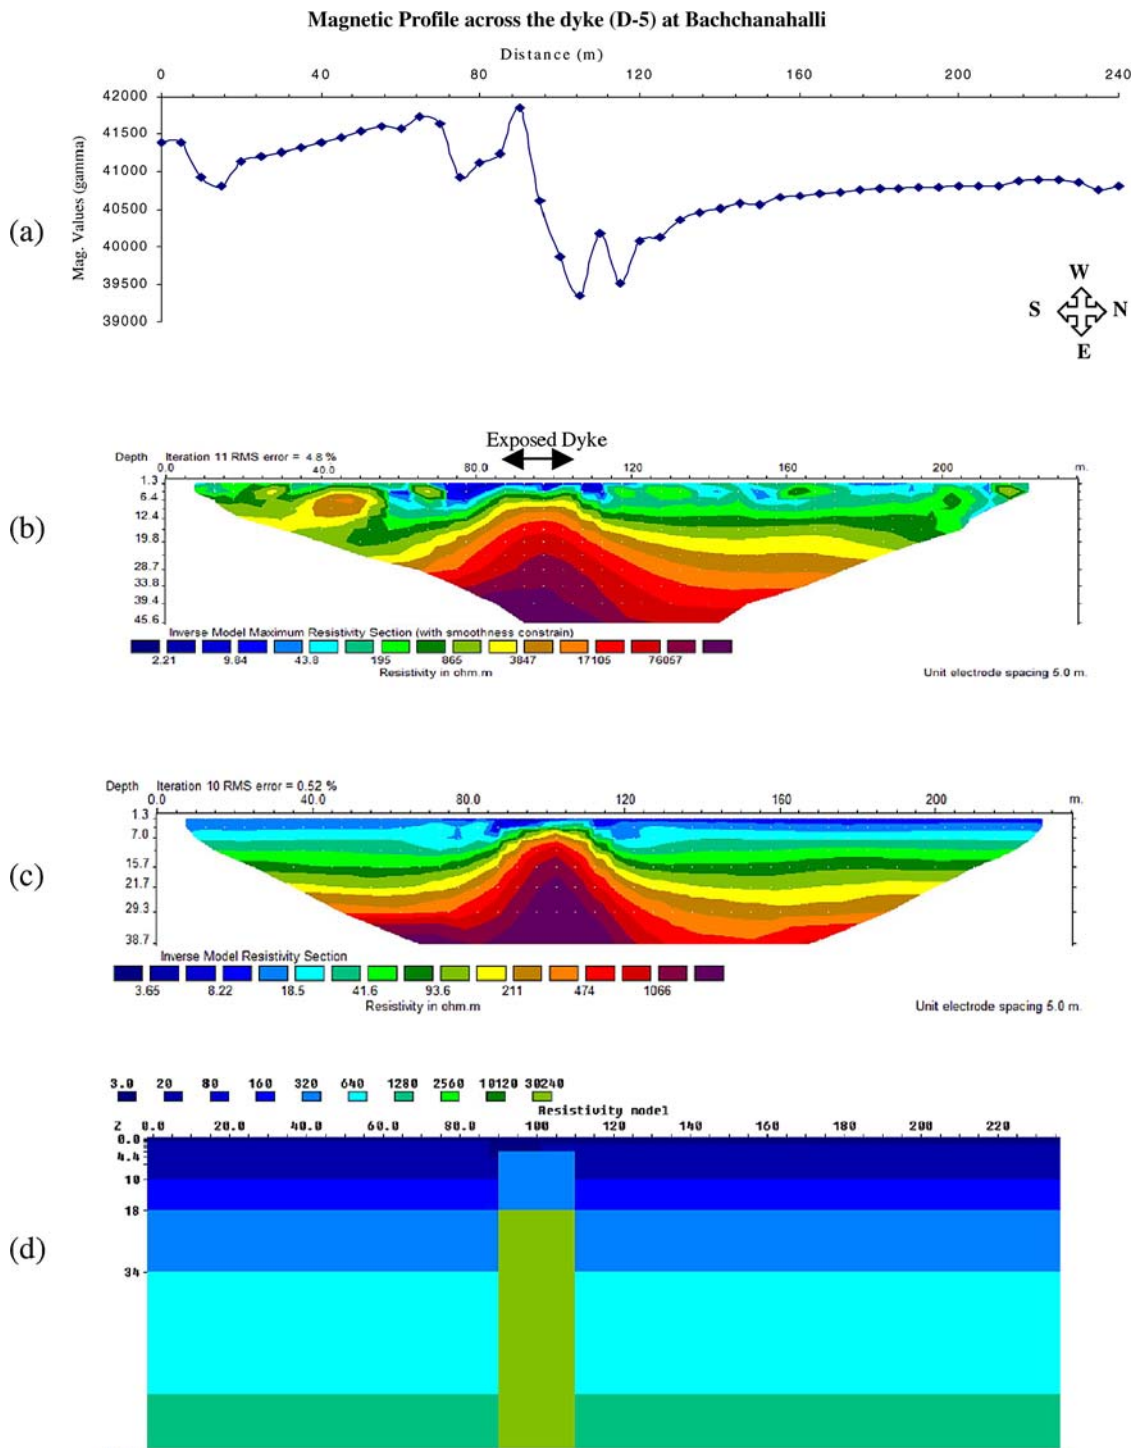 Magnetic Profile across the dyke (D-5) at Bachchanahalli
Distance (m)
0 40 80 120 160 200 240
42000
41500
41000
40500
40000
39500
39000
Mag. Values (gamma)
(a)
W
S N
E
Exposed Dyke
Depth Iteration 11 RMS error = 4.8 %
0.0 40.0 80.0 120 160 200 m.
1.3
6.4
12.4
19.8
28.7
33.8
39.4
45.6
(b)
Inverse Model Maximum Resistivity Section (with smoothness constrain)
2.21 9.84 43.8 195 865 3847 17105 76057
Resistivity in ohm.m Unit electrode spacing 5.0 m.
Depth Iteration 10 RMS error = 0.52 %
0.0 40.0 80.0 120 160 200 m.
1.3
7.0
15.7
21.7
29.3
38.7
(c)
Inverse Model Resistivity Section
3.65 8.22 18.5 41.6 93.6 211 474 1066
Resistivity in ohm.m Unit electrode spacing 5.0 m.
3.0 20 80 160 320 640 1280 2560 10120 30240
Resistivity model
Z 0.0 20.0 40.0 60.0 80.0 100 120 140 160 180 200 220
0.0
4.4
10
18
34
(d)